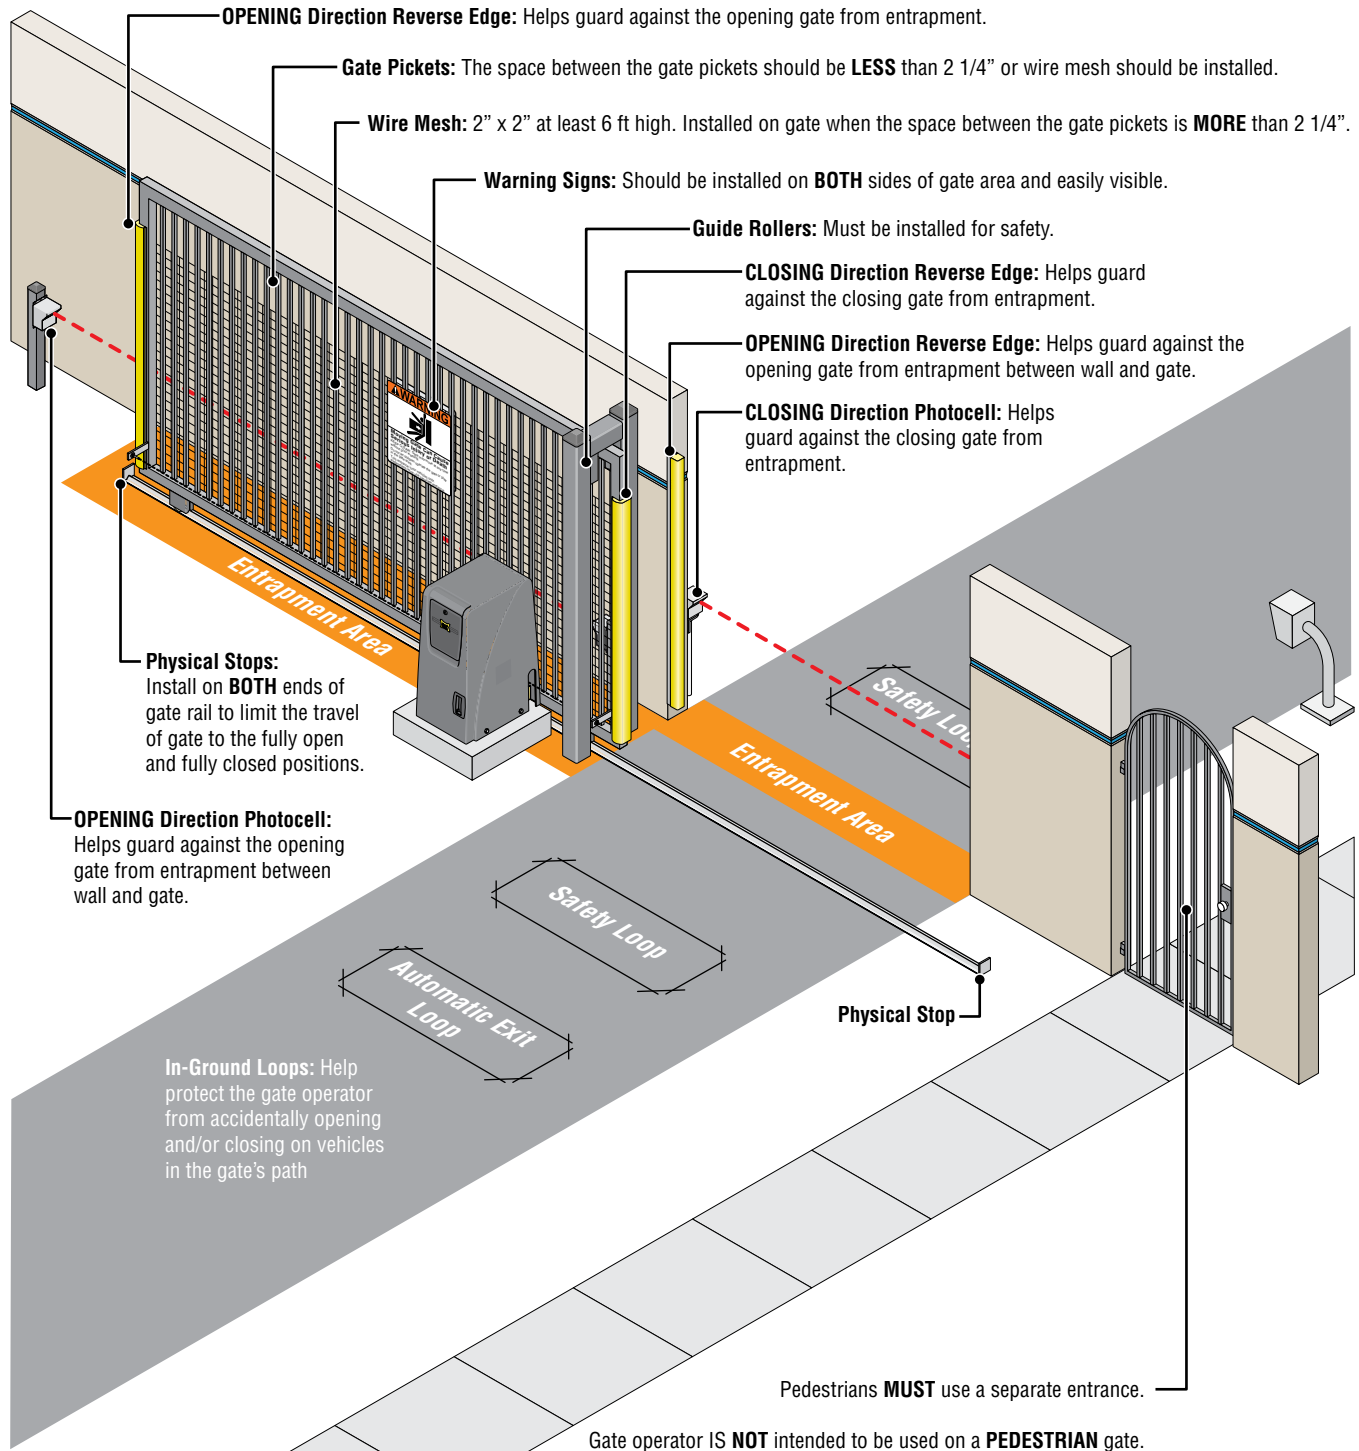 OPENING Direction Reverse Edge: Helps guard against the opening gate from entrapment.
Gate Pickets: The space between the gate pickets should be LESS than 2 1/4” or wire mesh should be installed.
Wire Mesh: 2” x 2” at least 6 ft high. Installed on gate when the space between the gate pickets is MORE than 2 1/4”.
Warning Signs: Should be installed on BOTH sides of gate area and easily visible.
Guide Rollers: Must be installed for safety.
CLOSING Direction Reverse Edge: Helps guard
against the closing gate from entrapment.
OPENING Direction Reverse Edge: Helps guard against the
opening gate from entrapment between wall and gate.
CLOSING Direction Photocell: Helps
guard against the closing gate from
entrapment.
WARNING
Entrapment Area
Physical Stops:
Install on BOTH ends of
gate rail to limit the travel
of gate to the fully open
and fully closed positions.
OPENING Direction Photocell:
Helps guard against the opening
gate from entrapment between
wall and gate.
Safety Loo
Entrapment Area
Safety Loop
Automatic Exit
Loop
Physical Stop
In-Ground Loops: Help
protect the gate operator
from accidentally opening
and/or closing on vehicles
in the gate’s path
Pedestrians MUST use a separate entrance.
Gate operator IS NOT intended to be used on a PEDESTRIAN gate.